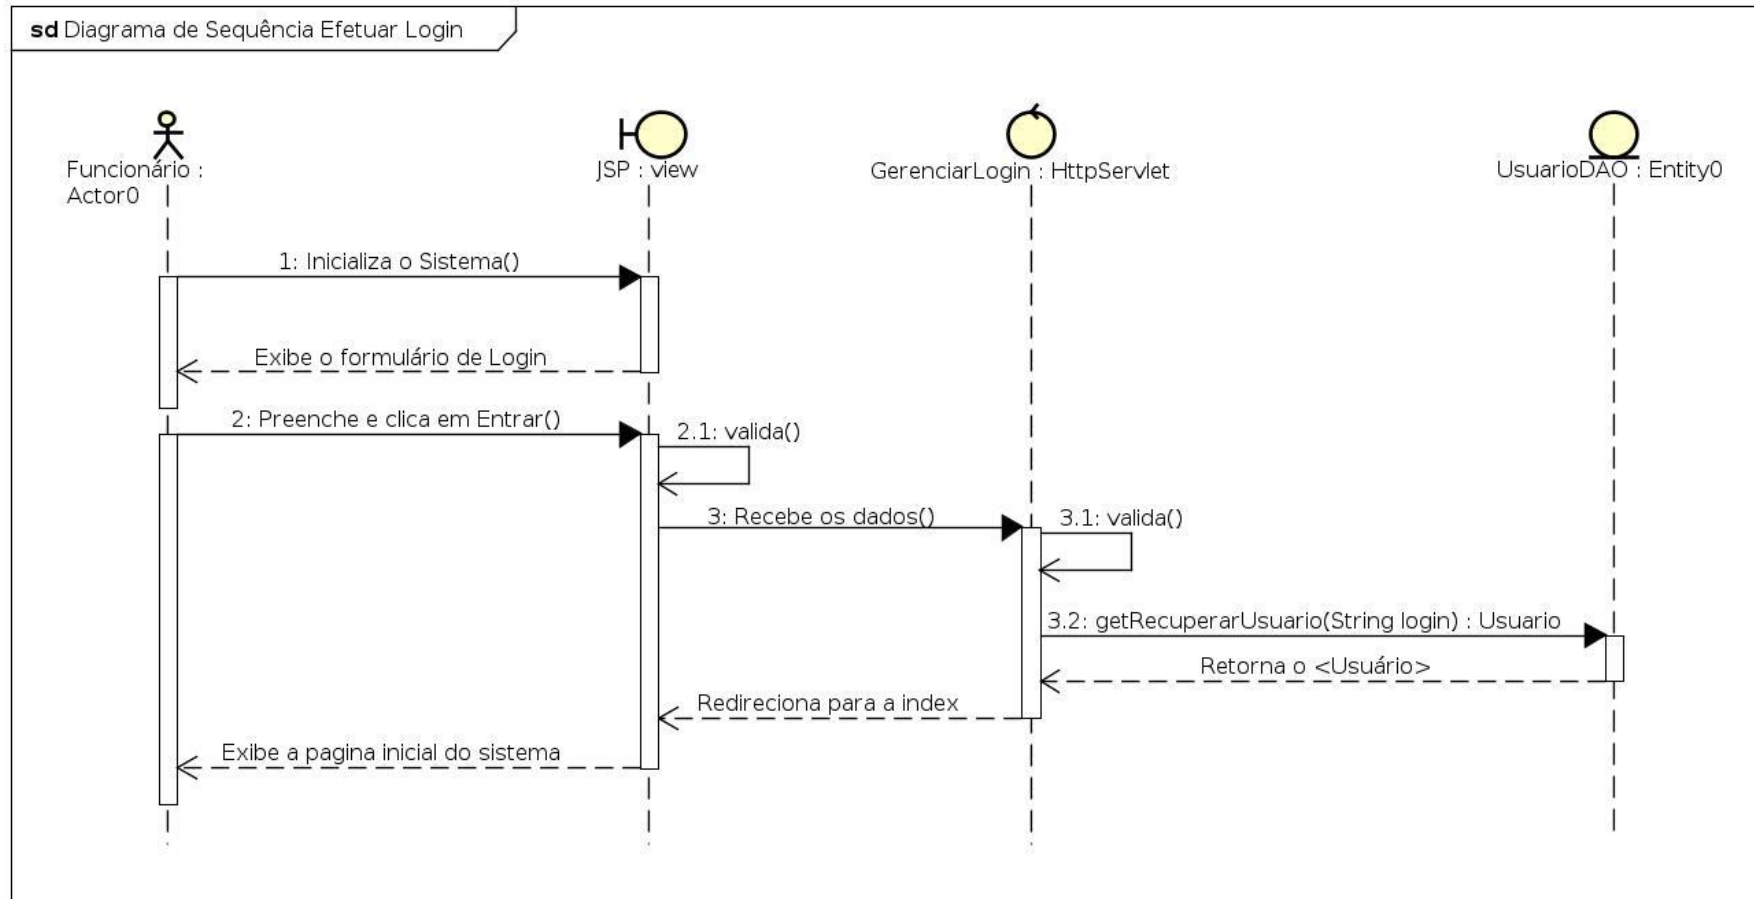 sd Diagrama de Sequência Efetuar Login
Funcionário :
Actor0
JSP : view
GerenciarLogin : HttpServlet
UsuarioDAO : Entity0
1: Inicializa o Sistema()
Exibe o formulário de Login
2: Preenche e clica em Entrar()
2.1: valida()
3: Recebe os dados()
3.1: valida()
3.2: getRecuperarUsuario(String login) : Usuario
Retorna o <Usuário>
Redireciona para a index
Exibe a pagina inicial do sistema